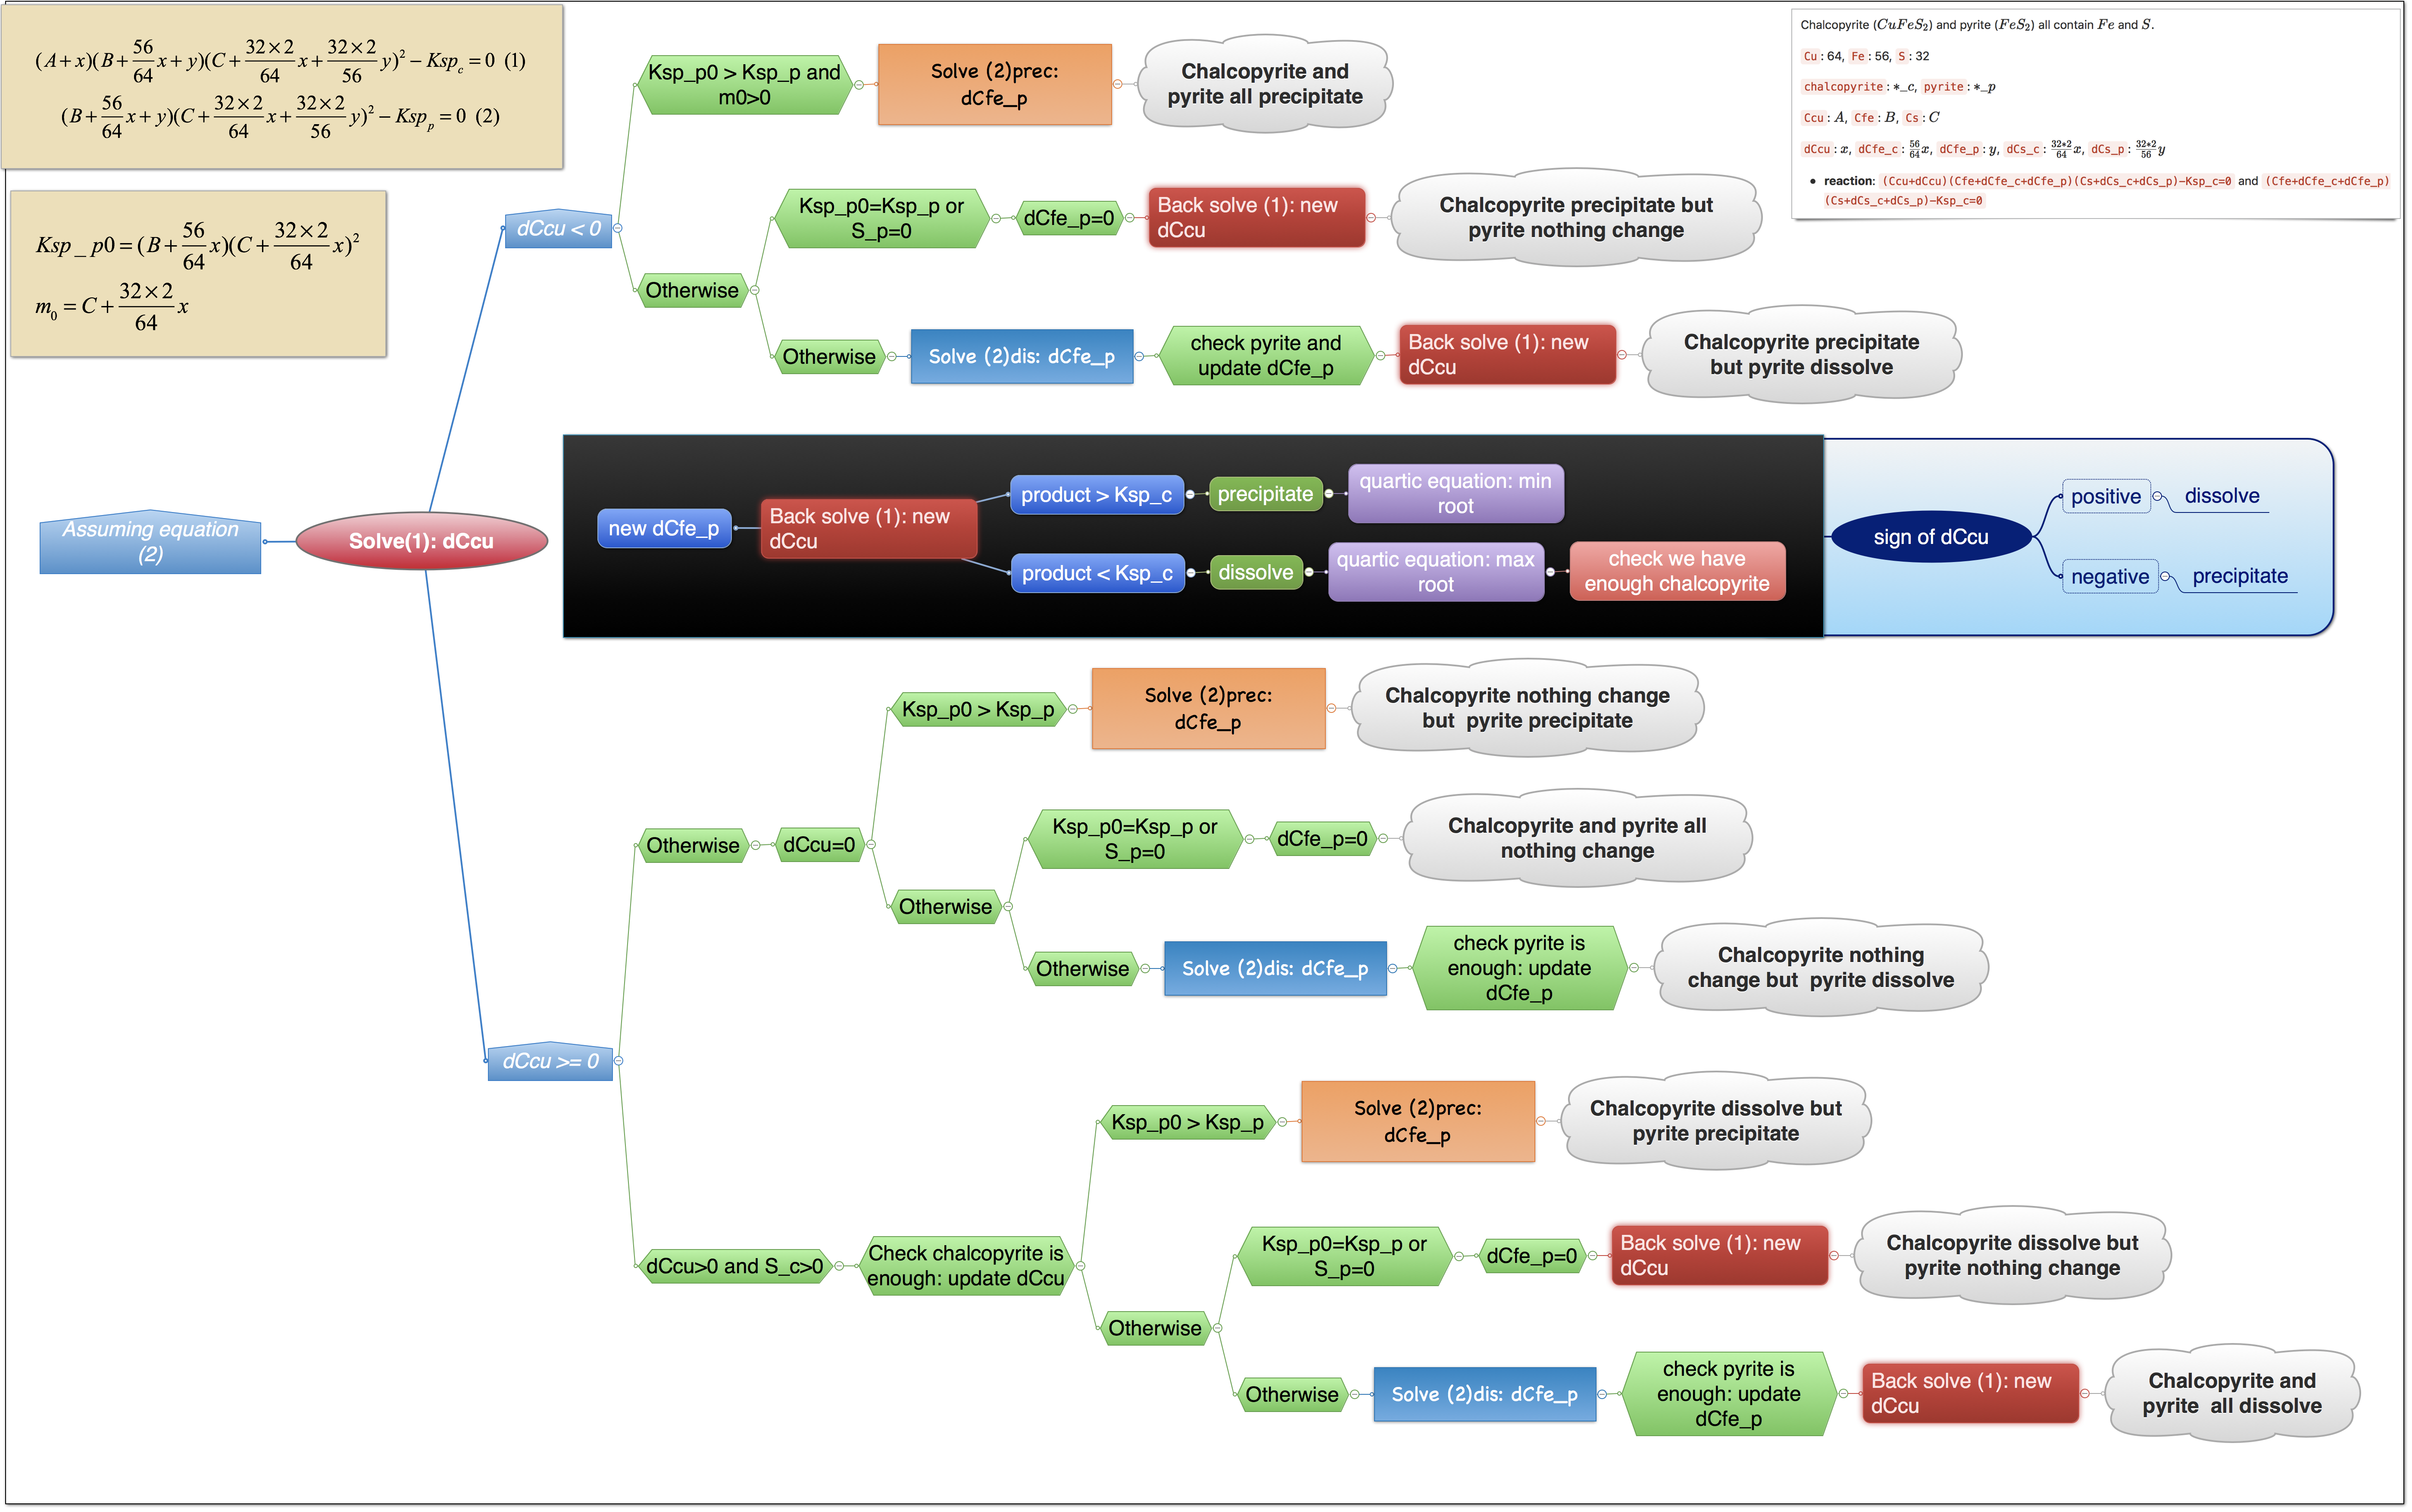 (A+x)(B+\frac{56}{64}x+y)(C+\frac{32×2}{64}x+\frac{32×2}{56}y)^2−Ksp_c=0 (1)
(B+\frac{56}{64}x+y)(C+\frac{32×2}{64}x+\frac{32×2}{56}y)^2−Ksp_p=0 (2)
Ksp_p0=(B+\frac{56}{64}x)(C+\frac{32×2}{64}x)^2
m_0=C+\frac{32×2}{64}x
Chalcopyrite (CuFeS_2) and pyrite (FeS_2) all contain Fe and S.
Cu : 64, Fe : 56, S : 32
chalcopyrite : *_c, pyrite : *_p
Ccu : A, Cfe : B, Cs : C
dCcu : x, dCfe_c : \frac{56}{64}x, dCfe_p : y, dCs_c : \frac{32*2}{64}x, dCs_p : \frac{32*2}{56}y
• reaction: (Ccu+dCcu)(Cfe+dCfe_c+dCfe_p)(Cs+dCs_c+dCs_p)−Ksp_c=0 and (Cfe+dCfe_c+dCfe_p)
(Cs+dCs_c+dCs_p)−Ksp_c=0
Assuming equation
(2)
Solve(1): dCcu
dCcu < 0
Ksp_p0 > Ksp_p and
m0>0
Solve (2)prec:
dCfe_p
Chalcopyrite and
pyrite all precipitate
Otherwise
Ksp_p0=Ksp_p or
S_p=0
dCfe_p=0
Back solve (1): new
dCcu
Chalcopyrite precipitate but
pyrite nothing change
Otherwise
Solve (2)dis: dCfe_p
check pyrite and
update dCfe_p
Back solve (1): new
dCcu
Chalcopyrite precipitate
but pyrite dissolve
new dCfe_p
Back solve (1): new
dCcu
product > Ksp_c
precipitate
quartic equation: min
root
product < Ksp_c
dissolve
quartic equation: max
root
check we have
enough chalcopyrite
sign of dCcu
positive
dissolve
negative
precipitate
dCcu >= 0
Otherwise
dCcu=0
Ksp_p0 > Ksp_p
Solve (2)prec:
dCfe_p
Chalcopyrite nothing change
but pyrite precipitate
Otherwise
Ksp_p0=Ksp_p or
S_p=0
dCfe_p=0
Chalcopyrite and pyrite all
nothing change
Otherwise
Solve (2)dis: dCfe_p
check pyrite is
enough: update
dCfe_p
Chalcopyrite nothing
change but pyrite dissolve
dCcu>0 and S_c>0
Check chalcopyrite is
enough: update dCcu
Ksp_p0 > Ksp_p
Solve (2)prec:
dCfe_p
Chalcopyrite dissolve but
pyrite precipitate
Otherwise
Ksp_p0=Ksp_p or
S_p=0
dCfe_p=0
Back solve (1): new
dCcu
Chalcopyrite dissolve but
pyrite nothing change
Otherwise
Solve (2)dis: dCfe_p
check pyrite is
enough: update
dCfe_p
Back solve (1): new
dCcu
Chalcopyrite and
pyrite all dissolve